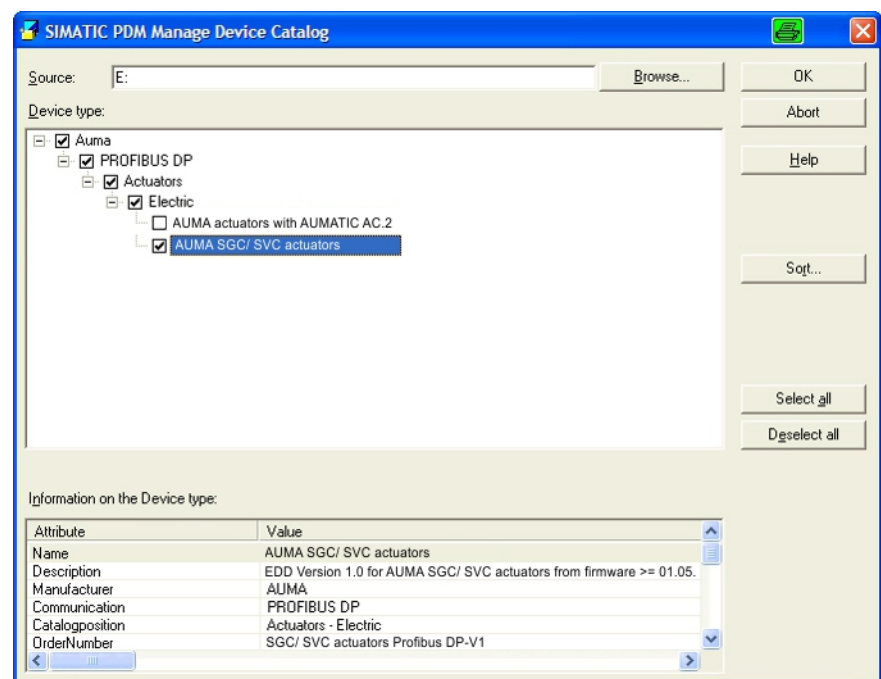 SIMATIC PDM Manage Device Catalog
Source: E: Browse... OK
Device type: Abort
Auma
PROFIBUS DP Help
Actuators
Electric
AUMA actuators with AUMATIC AC.2
AUMA SGC/ SVC actuators
Sort...
Select all
Deselect all
Information on the Device type:
Attribute Value
Name AUMA SGC/ SVC actuators
Description EDD Version 1.0 for AUMA SGC/ SVC actuators from firmware >= 01.05.
Manufacturer AUMA
Communication PROFIBUS DP
Catalogposition Actuators - Electric
OrderNumber SGC/ SVC actuators Profibus DP-V1